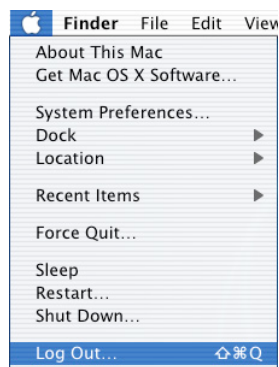 Finder File Edit View
About This Mac
Get Mac OS X Software...
System Preferences...
Dock
Location
Recent Items
Force Quit...
Sleep
Restart...
Shut Down...
Log Out... ⇧⌘Q